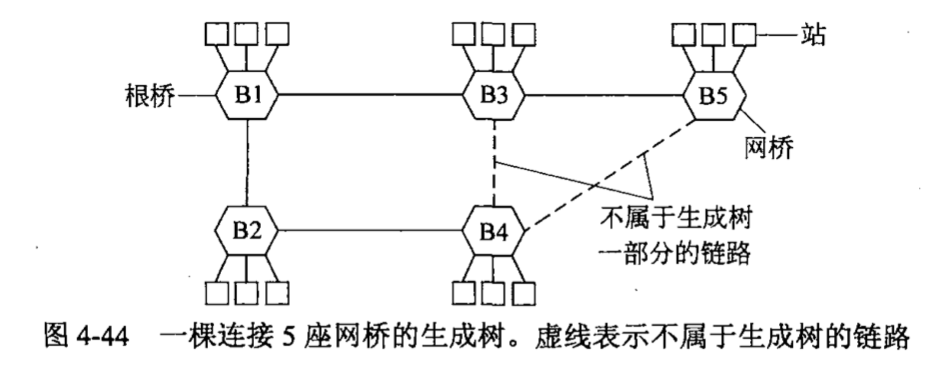 站
根桥
B1
B3
B5
网桥
不属于生成树
一部分的链路
B2
B4
图 4-44 一棵连接 5 座网桥的生成树。虚线表示不属于生成树的链路